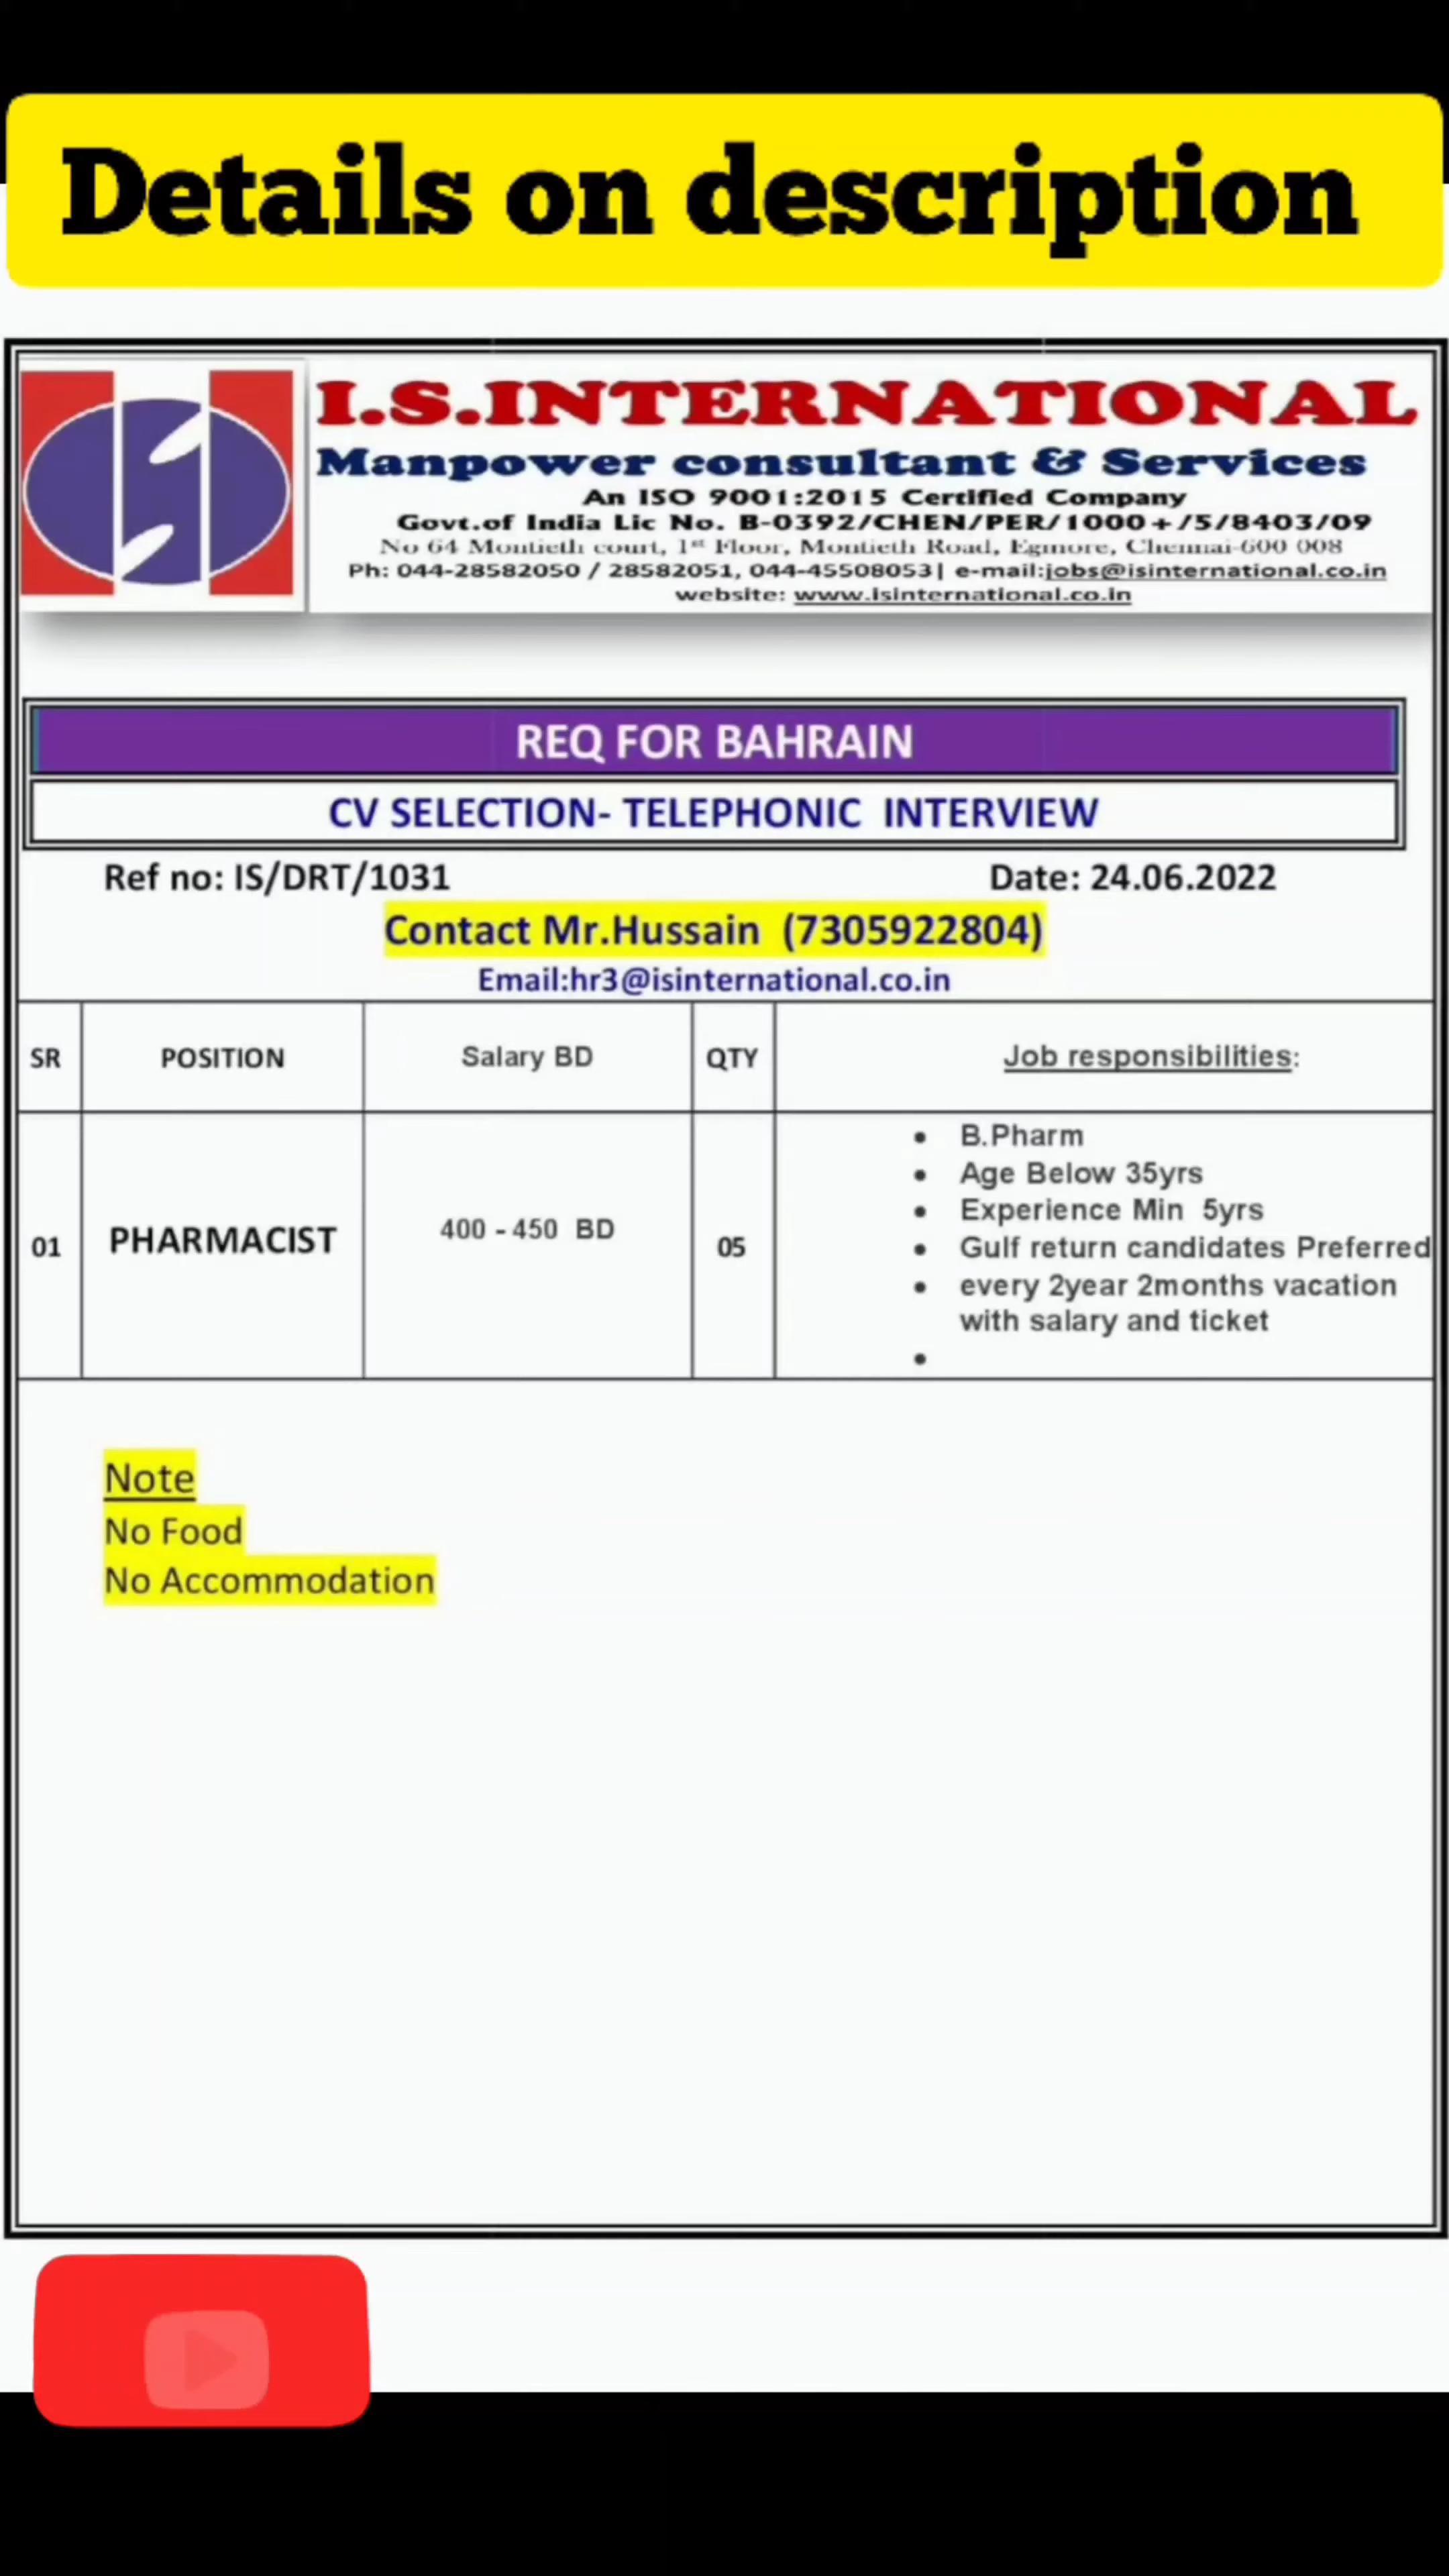 Details on description
I.S.INTERNATIONAL
Manpower consultant & Services
An ISO 9001:2015 Certified Company
Govt.of India Lic No. B-0392/CHEN/PER/1000+/5/8403/09
No 64 Montieth court, 1st Floor, Montieth Road, Egmore, Chennai-600 008
Ph: 044-28582050 / 28582051, 044-45508053| e-mail:jobs@isinternational.co.in
website: www.isinternational.co.in
REQ FOR BAHRAIN
CV SELECTION- TELEPHONIC INTERVIEW
Ref no: IS/DRT/1031 Date: 24.06.2022
Contact Mr.Hussain (7305922804)
Email:hr3@isinternational.co.in
SR POSITION Salary BD QTY Job responsibilities:
01 PHARMACIST 400 - 450 BD 05
• B.Pharm
• Age Below 35yrs
• Experience Min 5yrs
• Gulf return candidates Preferred
• every 2year 2months vacation
with salary and ticket
•
Note
No Food
No Accommodation